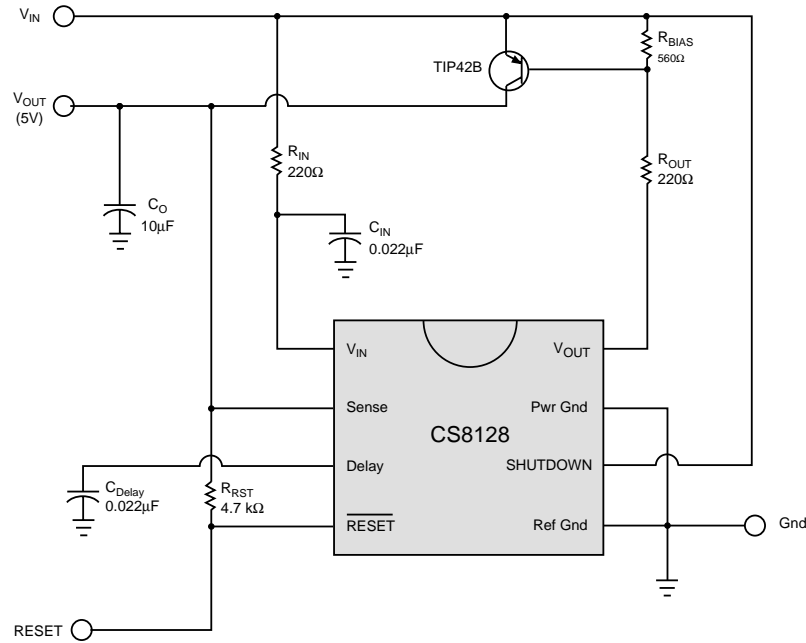 VIN
VOUT
(5V)
TIP42B
RBIAS
560Ω
RIN
220Ω
ROUT
220Ω
CO
10µF
CIN
0.022µF
VIN
VOUT
Sense
Pwr Gnd
CS8128
Delay
SHUTDOWN
CDelay
0.022µF
RRST
4.7 kΩ
RESET
Ref Gnd
Gnd
RESET